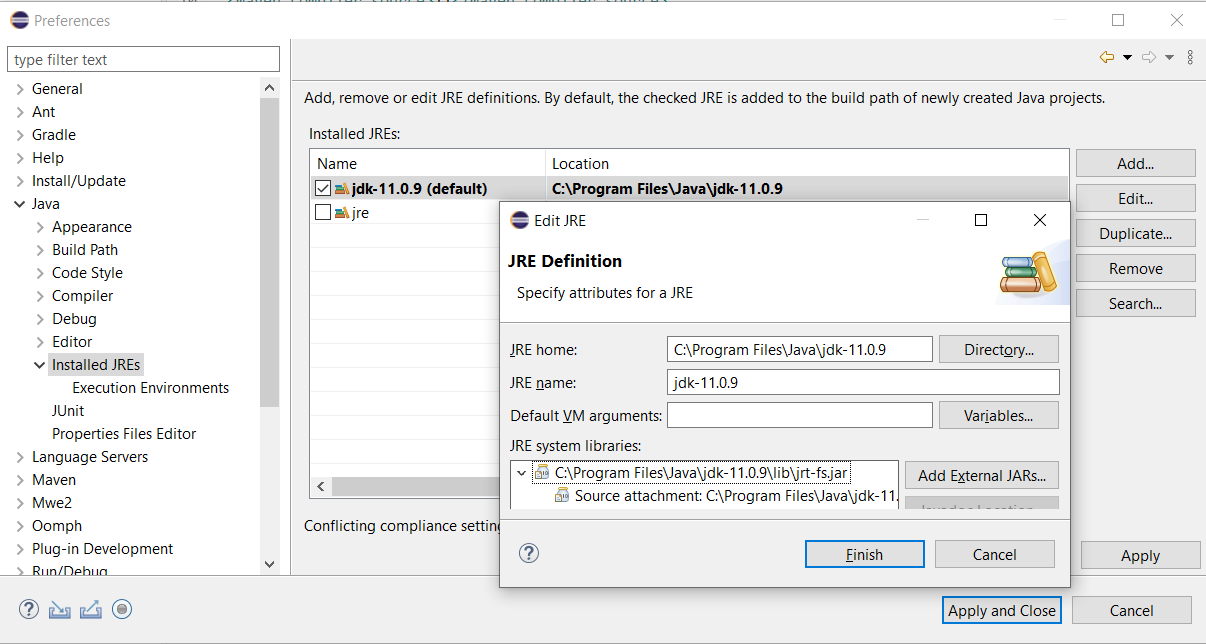 Preferences
type filter text
General
Ant
Gradle
Help
Install/Update
Java
Appearance
Build Path
Code Style
Compiler
Debug
Editor
Installed JREs
Execution Environments
JUnit
Properties Files Editor
Language Servers
Maven
Mwe2
Oomph
Plug-in Development
Run/Debug
Add, remove or edit JRE definitions. By default, the checked JRE is added to the build path of newly created Java projects.
Installed JREs:
Name Location
jdk-11.0.9 (default) C:\Program Files\Java\jdk-11.0.9
jre
Add...
Edit...
Duplicate...
Remove
Search...
Edit JRE
JRE Definition
Specify attributes for a JRE
JRE home: C:\Program Files\Java\jdk-11.0.9 Directory...
JRE name: jdk-11.0.9
Default VM arguments: Variables...
JRE system libraries:
C:\Program Files\Java\jdk-11.0.9\lib\jrt-fs.jar Add External JARs...
Source attachment: C:\Program Files\Java\jdk-11.
Finish Cancel
Conflicting compliance setting
Apply
Apply and Close Cancel